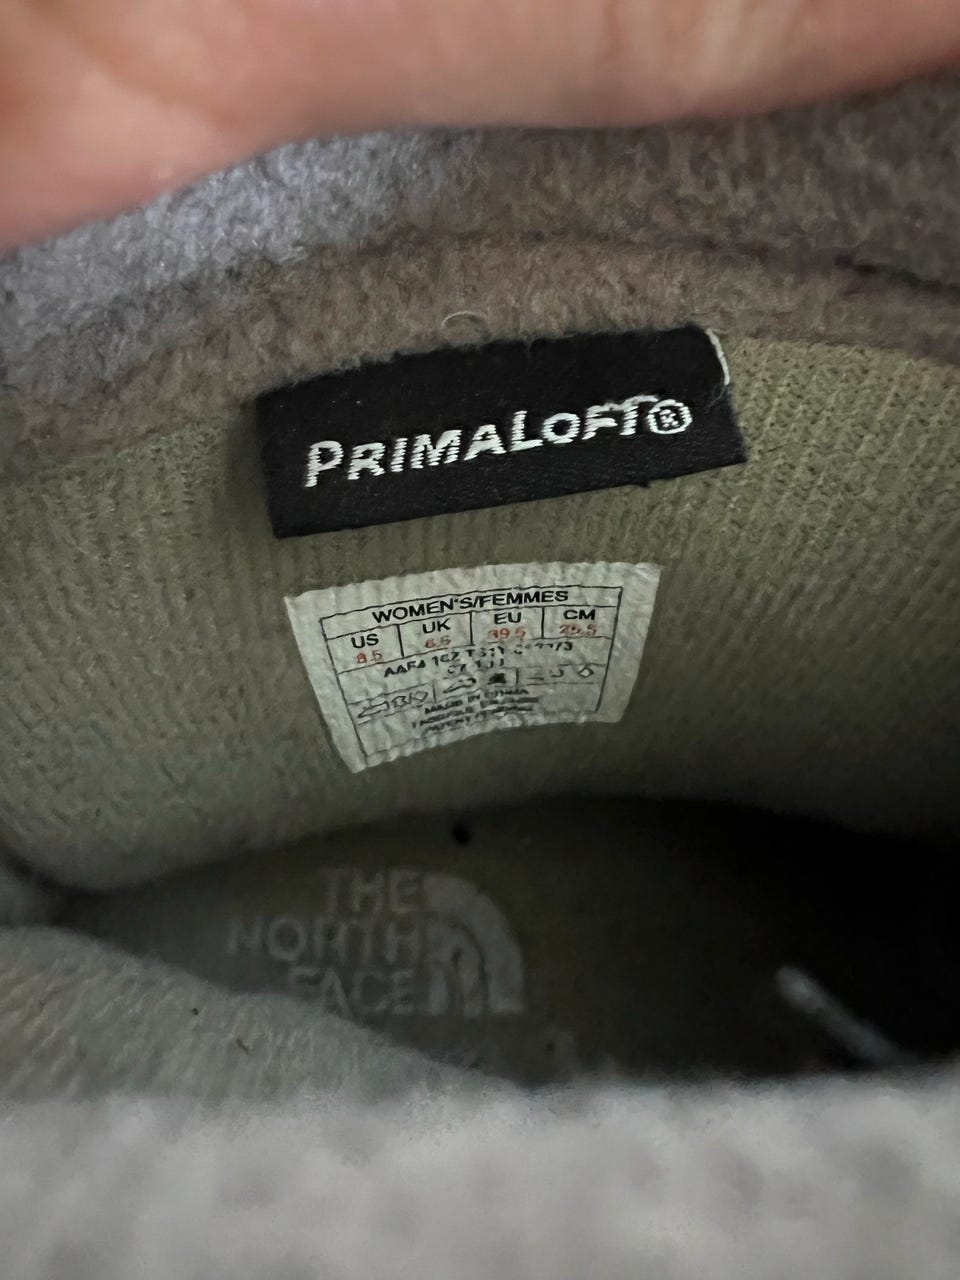 PRIMALOFT®
WOMEN'S/FEMMES
US UK EU CM
8.5 6.5 39.5 25.5
MADE IN
THE
NORTH
FACE